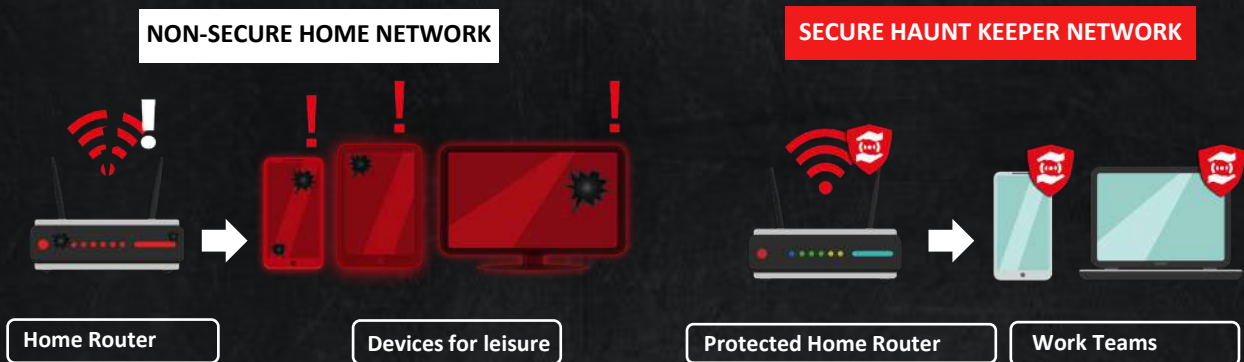 NON-SECURE HOME NETWORK
SECURE HAUNT KEEPER NETWORK
Home Router
Devices for leisure
Protected Home Router
Work Teams